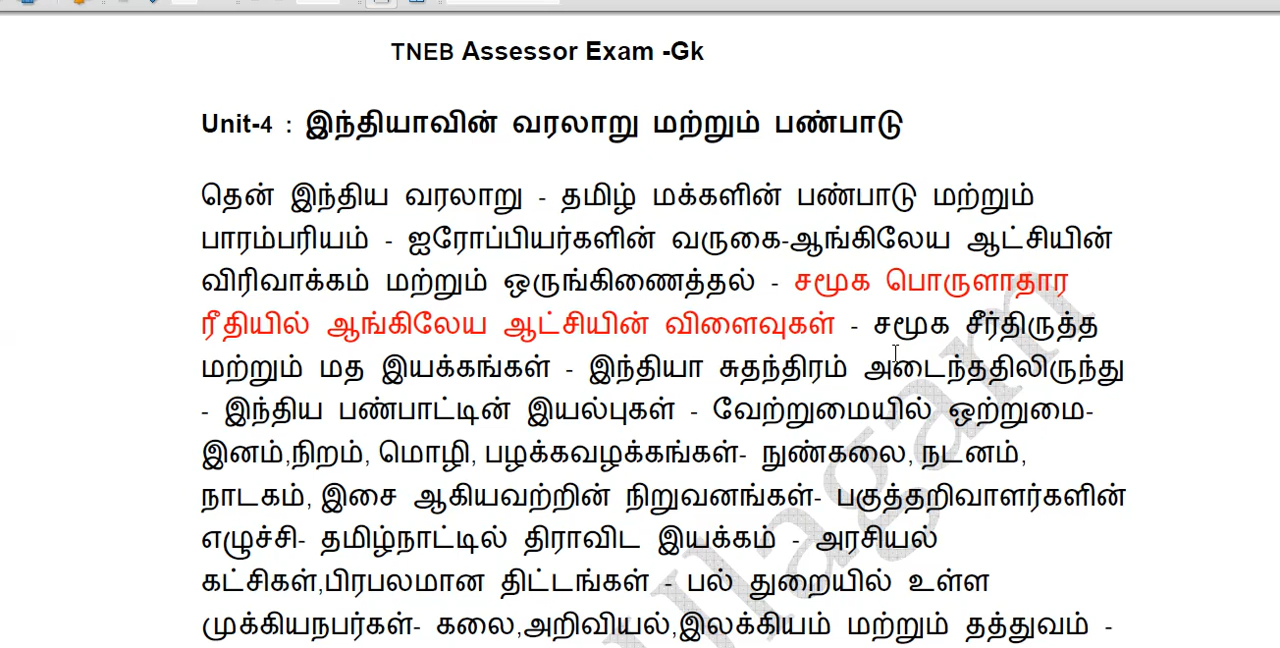 TNEB Assessor Exam -Gk
Unit-4 : இந்தியாவின் வரலாறு மற்றும் பண்பாடு
தென் இந்திய வரலாறு - தமிழ் மக்களின் பண்பாடு மற்றும்
பாரம்பரியம் - ஐரோப்பியர்களின் வருகை-ஆங்கிலேய ஆட்சியின்
விரிவாக்கம் மற்றும் ஒருங்கிணைத்தல் - சமூக பொருளாதார
ரீதியில் ஆங்கிலேய ஆட்சியின் விளைவுகள் - சமூக சீர்திருத்த
மற்றும் மத இயக்கங்கள் - இந்தியா சுதந்திரம் அடைந்ததிலிருந்து
- இந்திய பண்பாட்டின் இயல்புகள் - வேற்றுமையில் ஒற்றுமை-
இனம்,நிறம், மொழி, பழக்கவழக்கங்கள்- நுண்கலை, நடனம்,
நாடகம், இசை ஆகியவற்றின் நிறுவனங்கள்- பகுத்தறிவாளர்களின்
எழுச்சி- தமிழ்நாட்டில் திராவிட இயக்கம் - அரசியல்
கட்சிகள்,பிரபலமான திட்டங்கள் - பல் துறையில் உள்ள
முக்கியநபர்கள்- கலை,அறிவியல்,இலக்கியம் மற்றும் தத்துவம் -